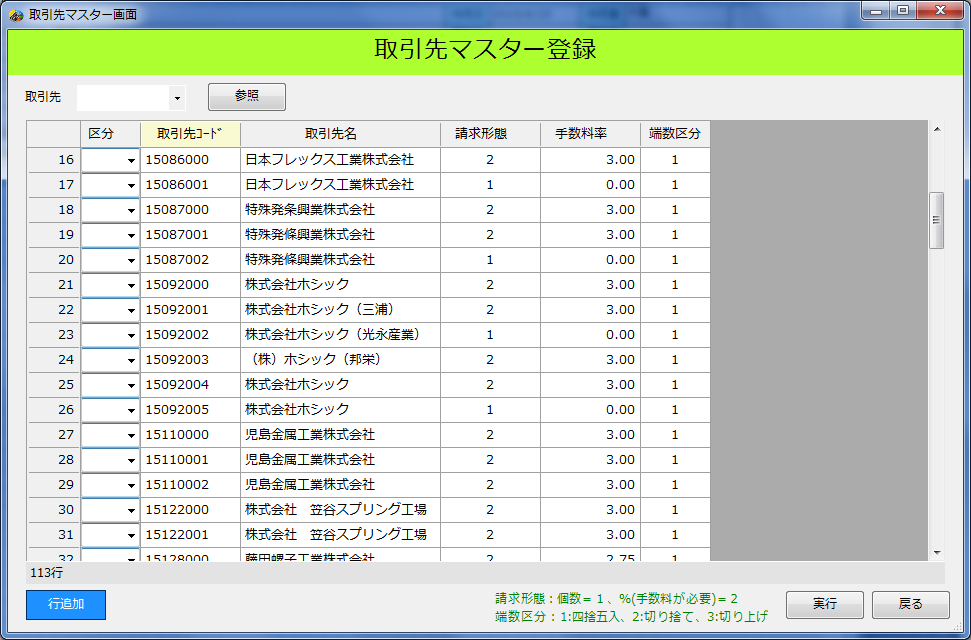 取引先マスター画面
取引先マスター登録
取引先 参照
区分 取引先ｺｰﾄﾞ 取引先名 請求形態 手数料率 端数区分
16 15086000 日本フレックス工業株式会社 2 3.00 1
17 15086001 日本フレックス工業株式会社 1 0.00 1
18 15087000 特殊発条興業株式会社 2 3.00 1
19 15087001 特殊発條興業株式会社 2 3.00 1
20 15087002 特殊発條興業株式会社 1 0.00 1
21 15092000 株式会社ホシック 2 3.00 1
22 15092001 株式会社ホシック（三浦） 2 3.00 1
23 15092002 株式会社ホシック（光永産業） 1 0.00 1
24 15092003 （株）ホシック（邦栄） 2 3.00 1
25 15092004 株式会社ホシック 2 3.00 1
26 15092005 株式会社ホシック 1 0.00 1
27 15110000 児島金属工業株式会社 2 3.00 1
28 15110001 児島金属工業株式会社 2 3.00 1
29 15110002 児島金属工業株式会社 2 3.00 1
30 15122000 株式会社　笠谷スプリング工場 2 3.00 1
31 15122001 株式会社　笠谷スプリング工場 2 3.00 1
32 15128000 藤田螺子工業株式会社 2 2.75 1
113行
行追加 請求形態：個数= 1 、%(手数料が必要)= 2 実行 戻る
端数区分：1:四捨五入、2:切り捨て、3:切り上げ